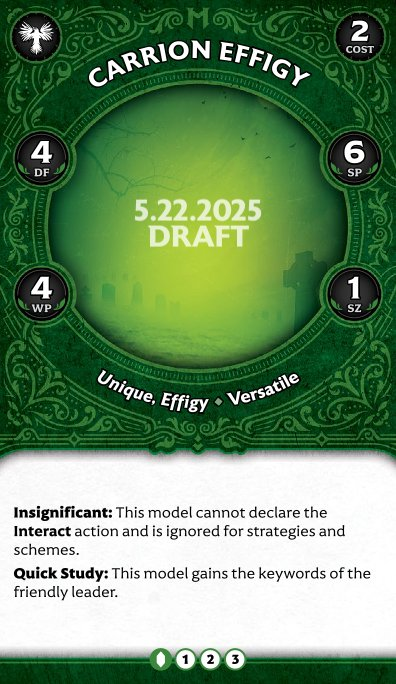 M
2
COST
CARRION EFFIGY
4
DF
6
SP
5.22.2025
DRAFT
4
WP
1
SZ
Unique, Effigy ⬥ Versatile
Insignificant: This model cannot declare the
Interact action and is ignored for strategies and
schemes.
Quick Study: This model gains the keywords of the
friendly leader.
1 2 3